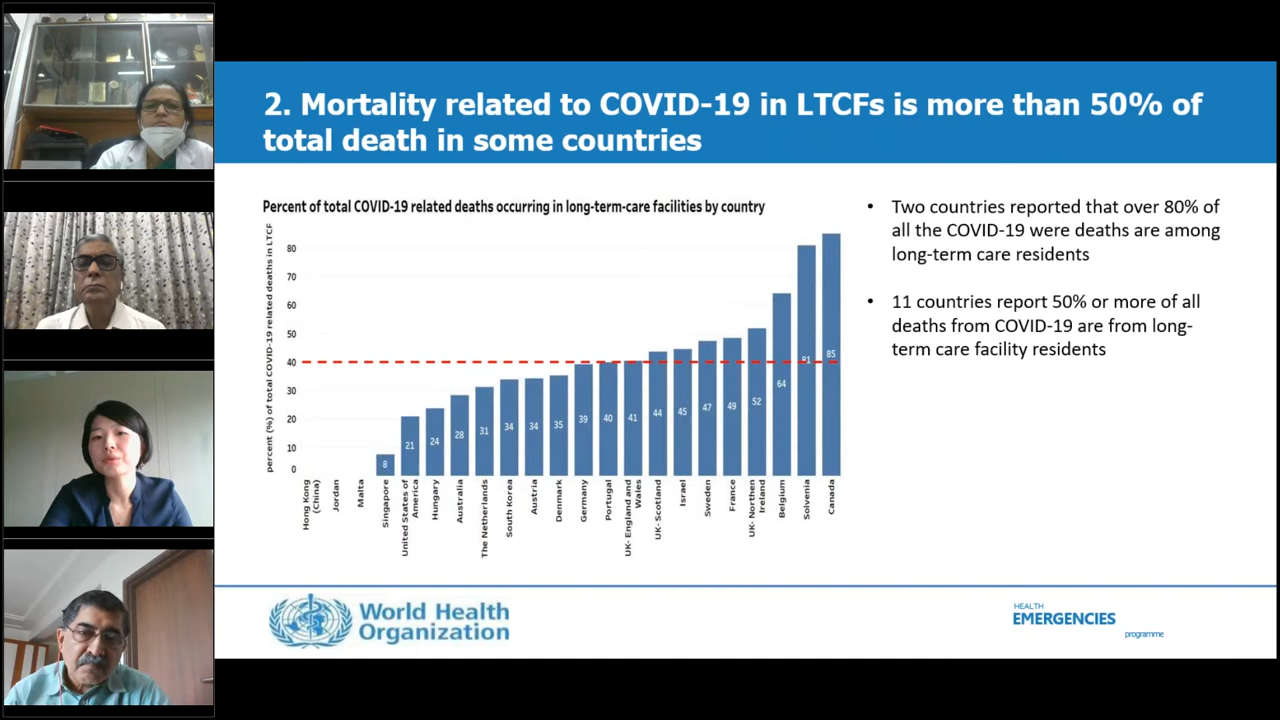 2. Mortality related to COVID-19 in LTCFs is more than 50% of
total death in some countries
Percent of total COVID-19 related deaths occurring in long-term-care facilities by country
percent (%) of total COVID-19 related deaths in LTCF
80
70
60
50
40
30
20
10
0
8
21
24
28
31
34
34
35
39
40
41
44
45
47
49
52
64
81
85
Hong Kong
(China)
Jordan
Malta
Singapore
United States of
America
Hungary
Australia
The Netherlands
South Korea
Austria
Denmark
Germany
Portugal
UK- England and
Wales
UK- Scotland
Israel
Sweden
France
UK- Northen
Ireland
Belgium
Solvenia
Canada
• Two countries reported that over 80% of
all the COVID-19 were deaths are among
long-term care residents
• 11 countries report 50% or more of all
deaths from COVID-19 are from long-
term care facility residents
World Health
Organization
HEALTH
EMERGENCIES
programme